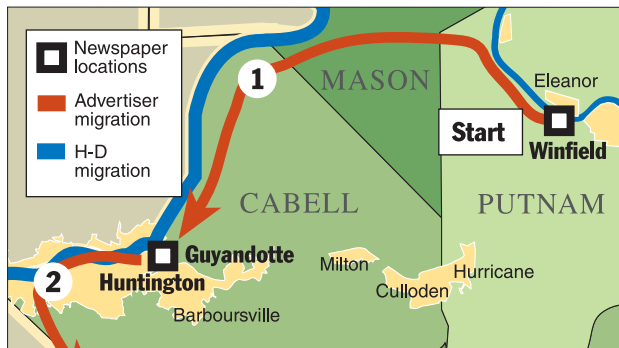 Newspaper
locations
Advertiser
migration
H-D
migration
1
MASON
Eleanor
Start
Winfield
CABELL
PUTNAM
Guyandotte
Huntington
2
Milton
Hurricane
Culloden
Barboursville